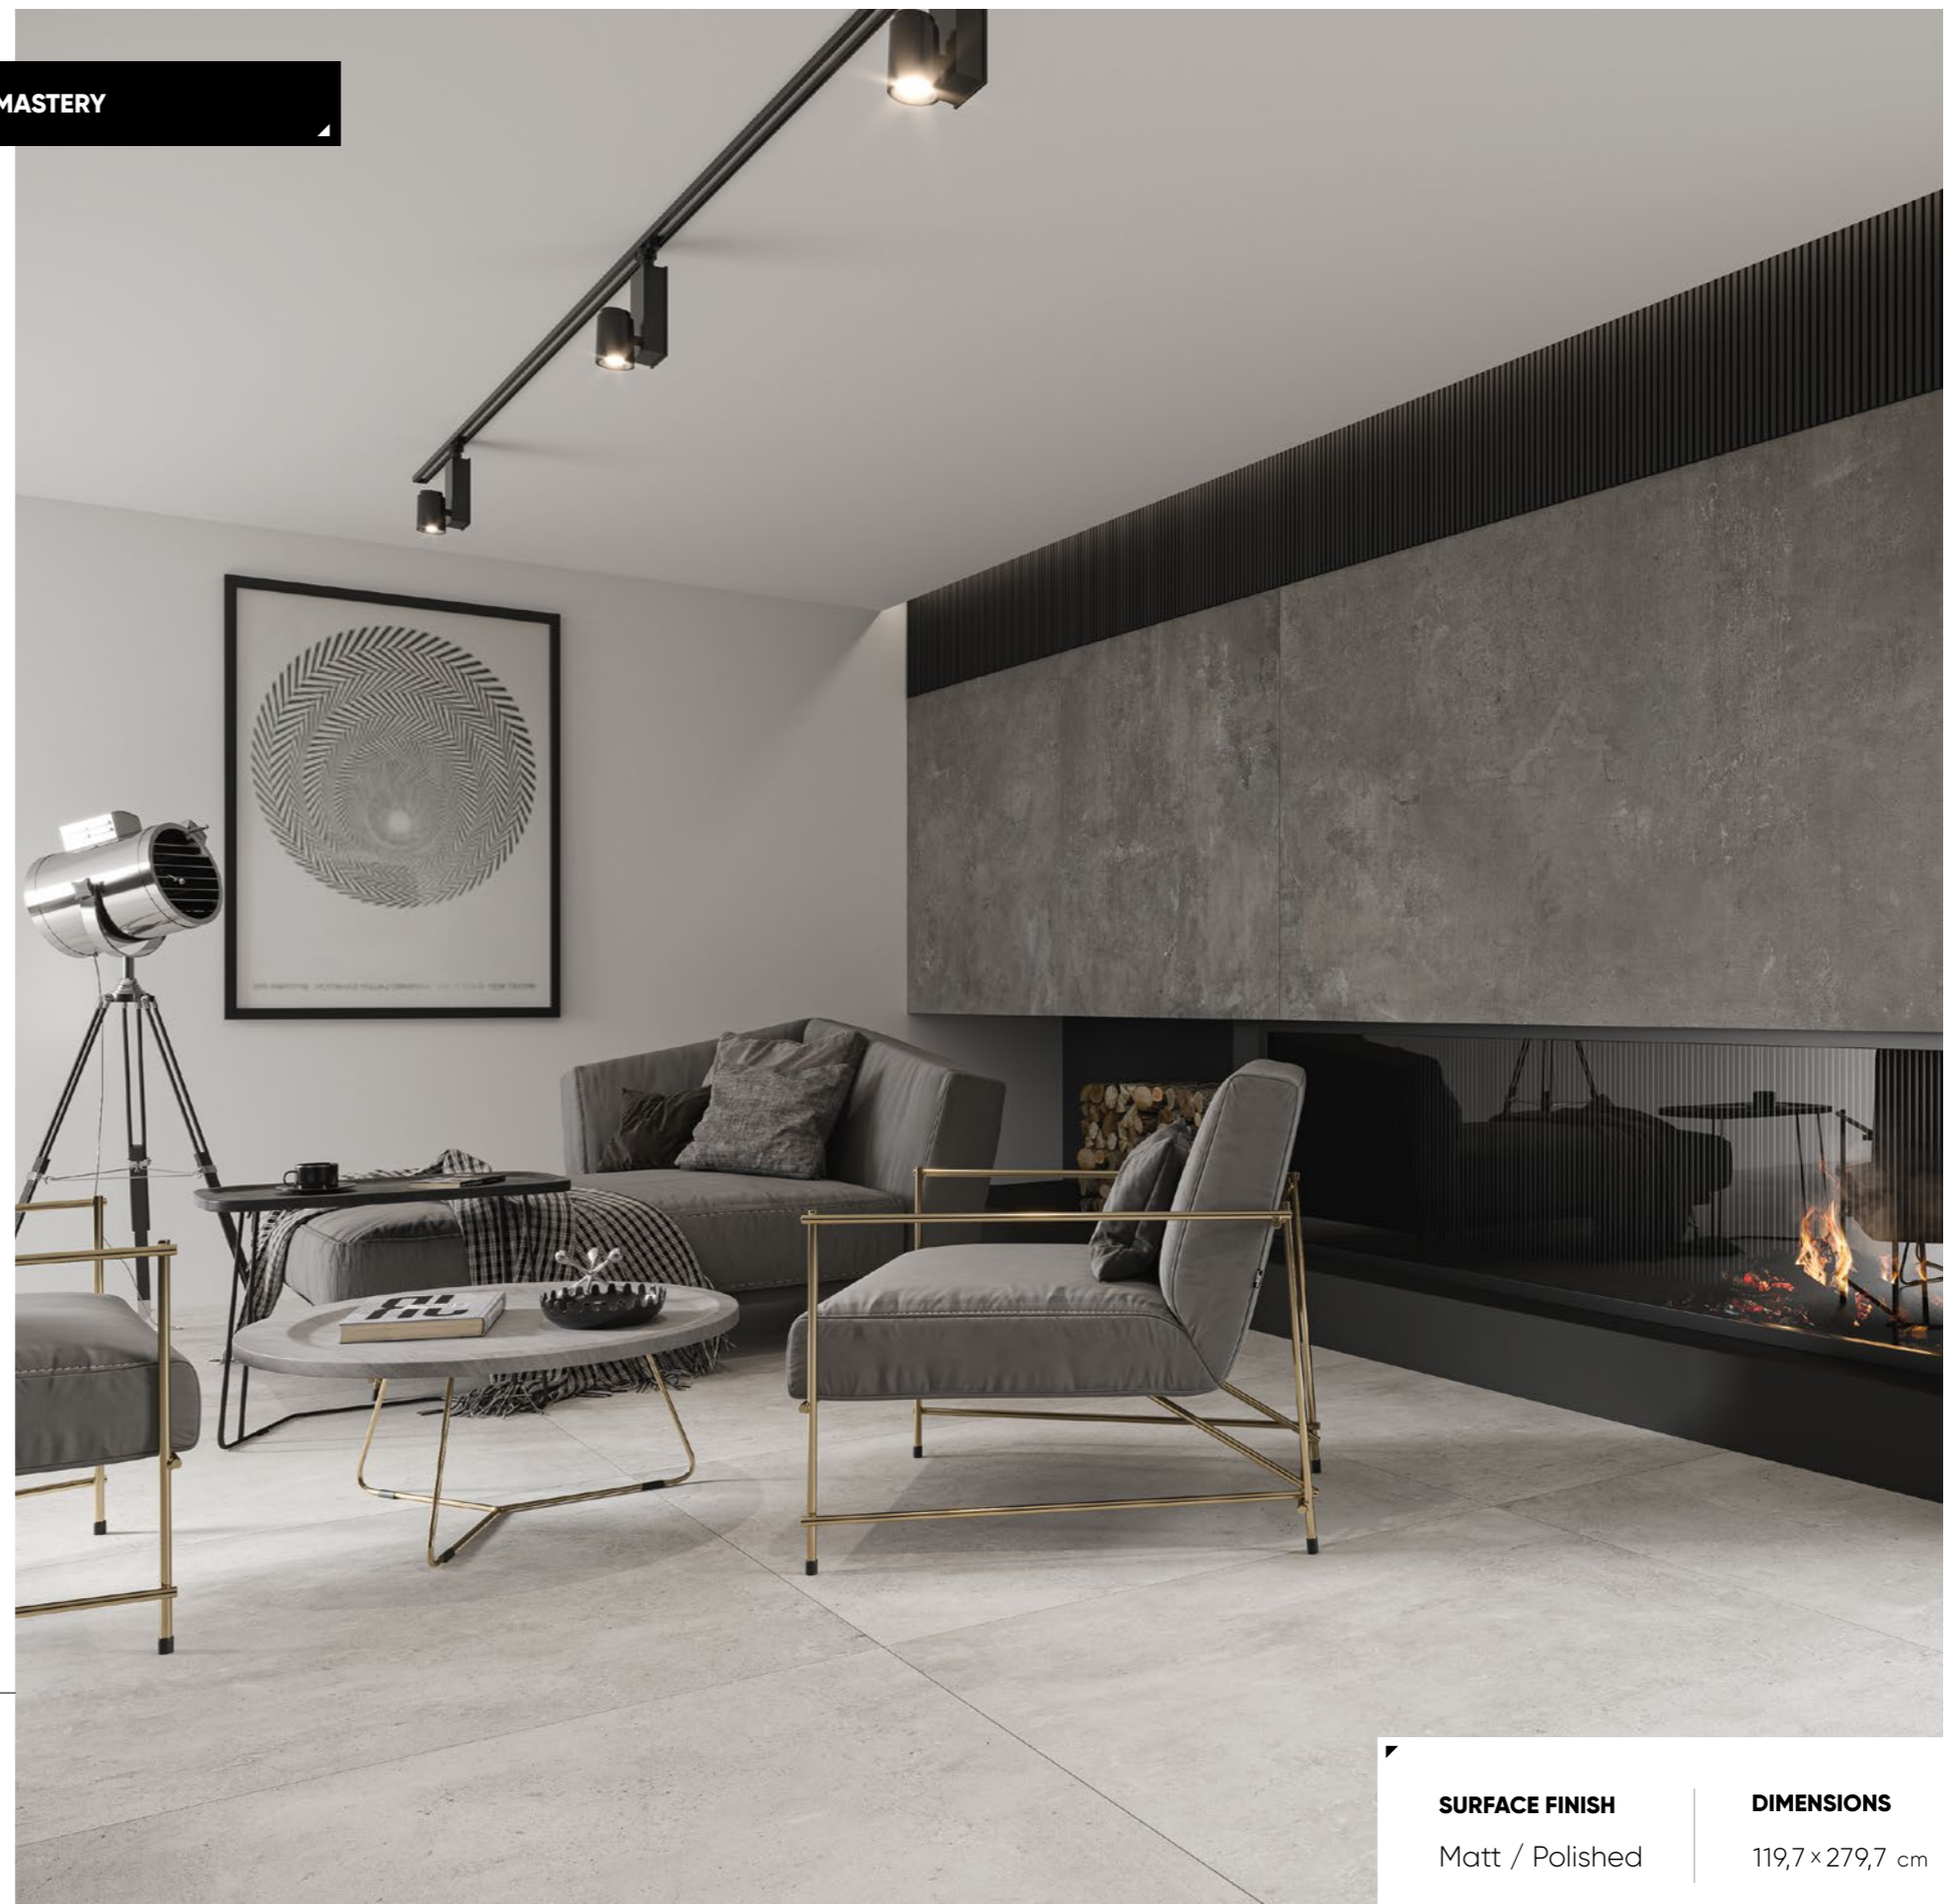 MASTERY
SURFACE FINISH
Matt / Polished
DIMENSIONS
119,7 × 279,7 cm